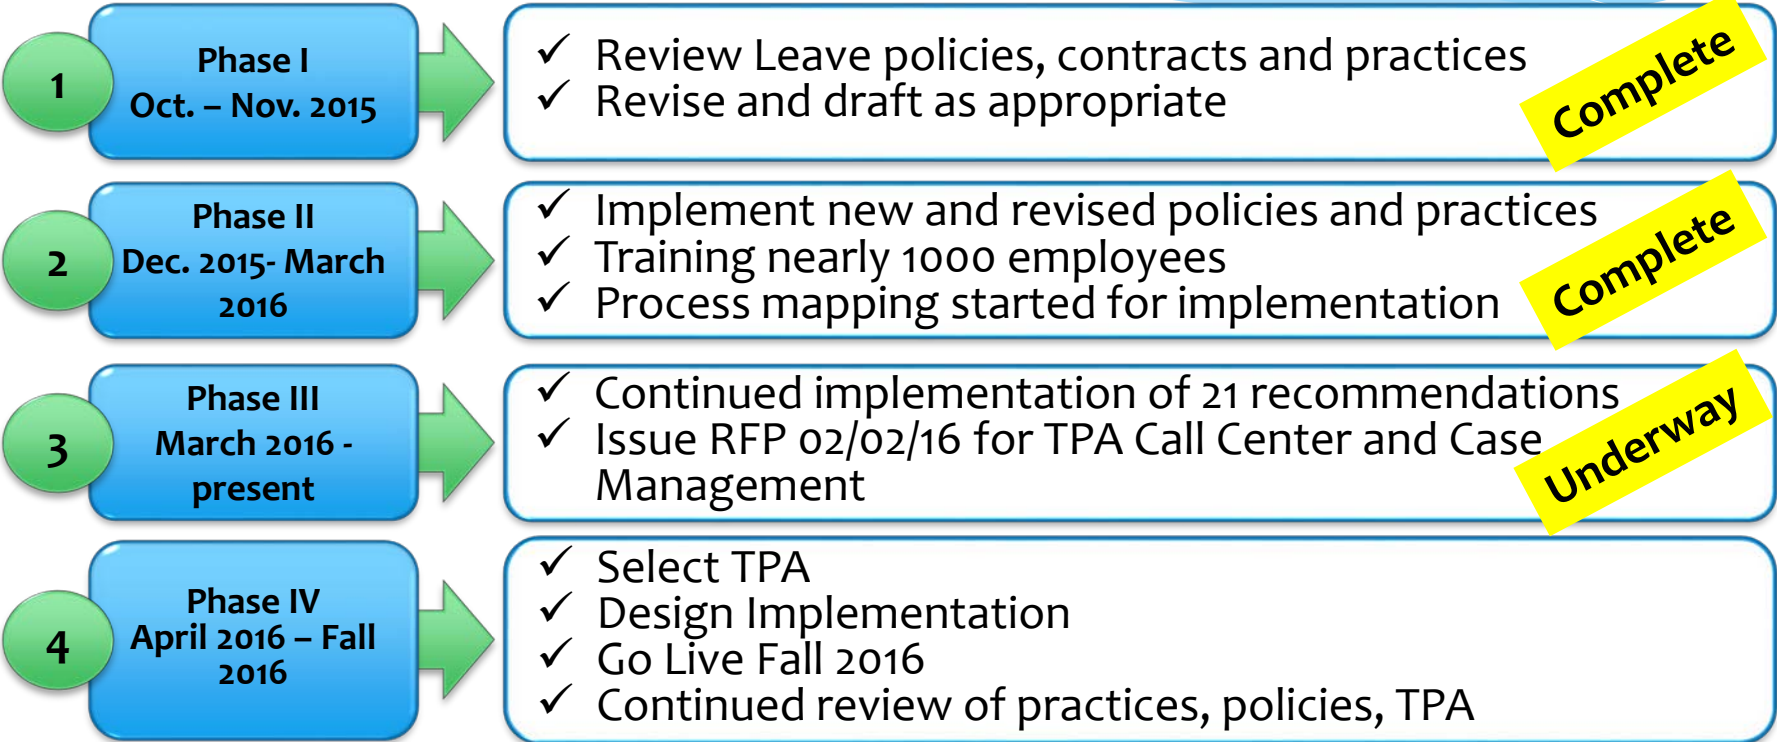 1
Phase I
Oct. – Nov. 2015
✓ Review Leave policies, contracts and practices
✓ Revise and draft as appropriate
Complete
2
Phase II
Dec. 2015- March
2016
✓ Implement new and revised policies and practices
✓ Training nearly 1000 employees
✓ Process mapping started for implementation
Complete
3
Phase III
March 2016 -
present
✓ Continued implementation of 21 recommendations
✓ Issue RFP 02/02/16 for TPA Call Center and Case
Management
Underway
4
Phase IV
April 2016 – Fall
2016
✓ Select TPA
✓ Design Implementation
✓ Go Live Fall 2016
✓ Continued review of practices, policies, TPA